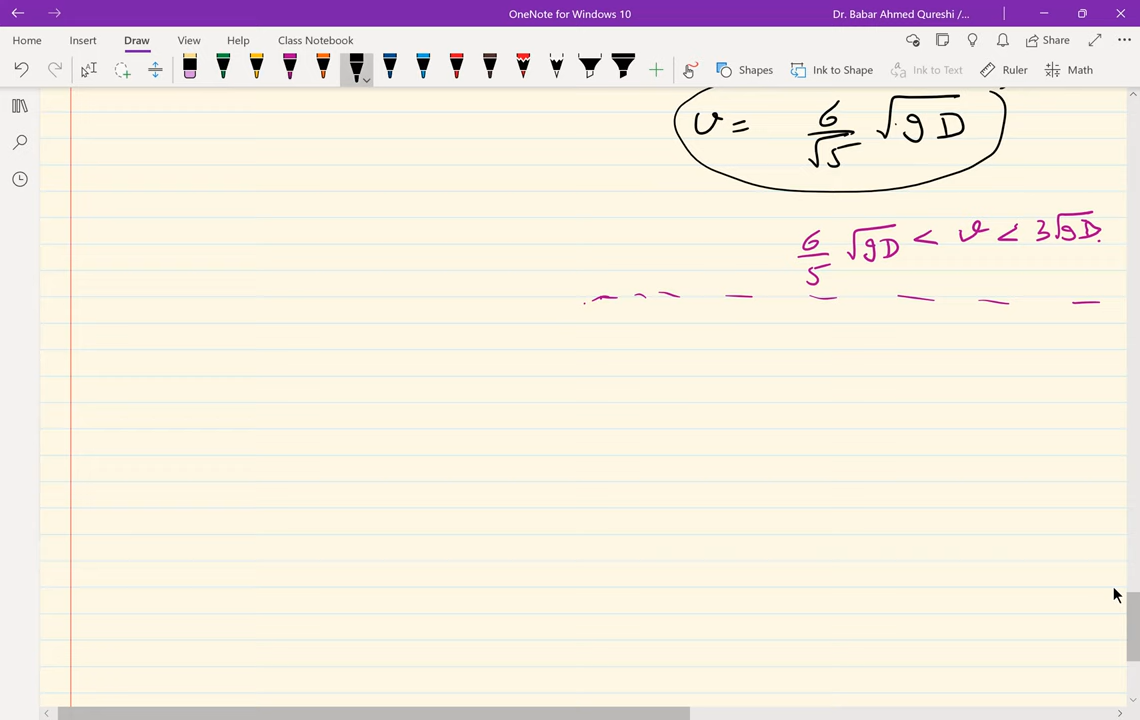 OneNote for Windows 10
Dr. Babar Ahmed Qureshi /...
Home Insert Draw View Help Class Notebook
Share
Shapes Ink to Shape Ink to Text Ruler Math
v = 6/√5 √gD
6/5 √gD < v < 3√gD.